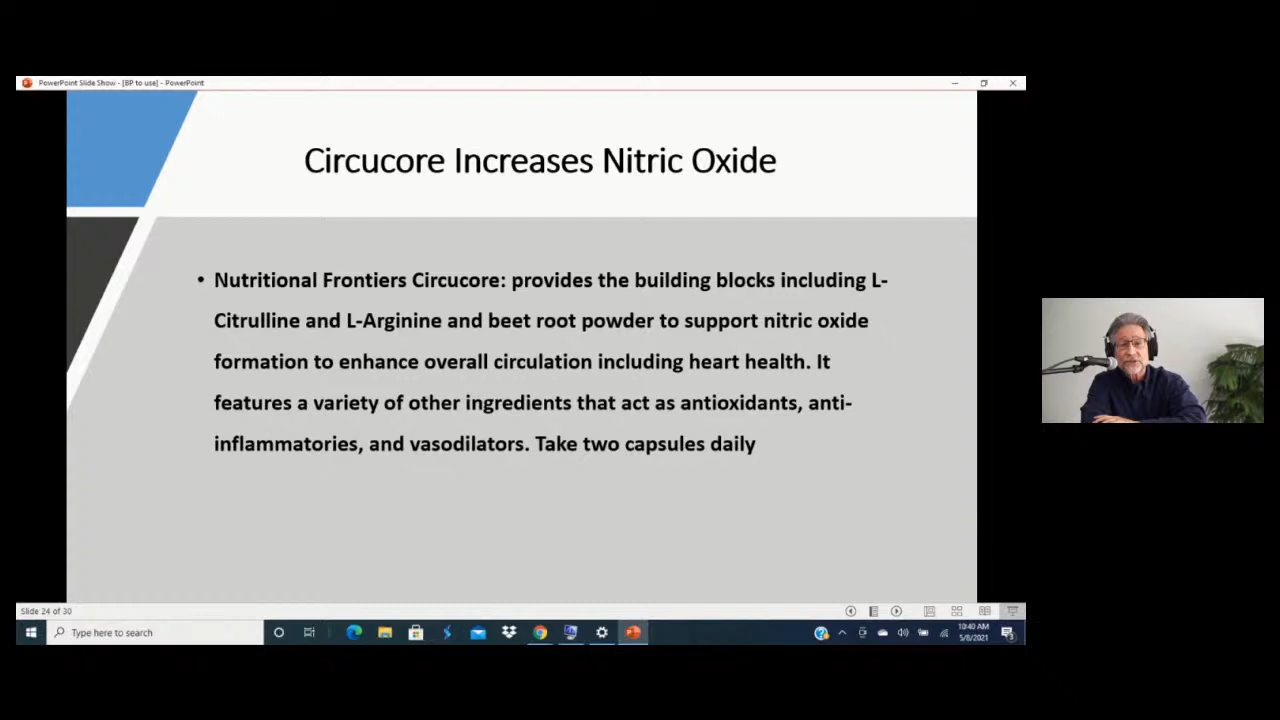 PowerPoint Slide Show - [BP to use] - PowerPoint
Circucore Increases Nitric Oxide
• Nutritional Frontiers Circucore: provides the building blocks including L-
Citrulline and L-Arginine and beet root powder to support nitric oxide
formation to enhance overall circulation including heart health. It
features a variety of other ingredients that act as antioxidants, anti-
inflammatories, and vasodilators. Take two capsules daily
Slide 24 of 30
Type here to search
10:40 AM
5/8/2021